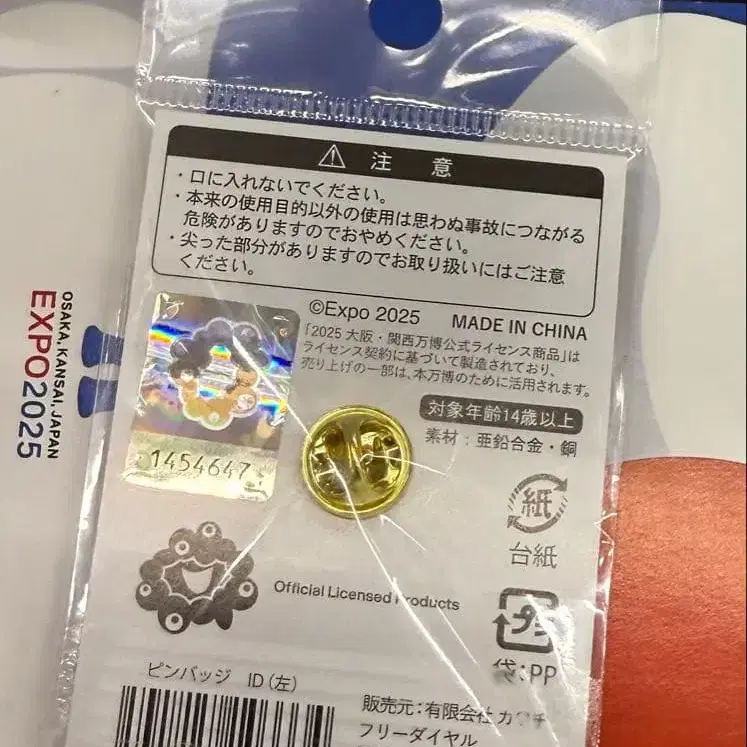 ⚠ 注 意
・口に入れないでください。
・本来の使用目的以外の使用は思わぬ事故につながる
危険がありますのでおやめください。
・尖った部分がありますのでお取り扱いにはご注意
ください。
©Expo 2025 MADE IN CHINA
「2025 大阪・関西万博公式ライセンス商品」は
ライセンス契約に基づいて製造されており、
売り上げの一部は、本万博のために活用されます。
対象年齢14歳以上
素材：亜鉛合金・銅
1454647
紙
台紙
Official Licensed Products
プラ
袋:PP
ピンバッジ ID（左）
販売元：有限会社カワチ
フリーダイヤル
OSAKA, KANSAI, JAPAN
EXPO2025